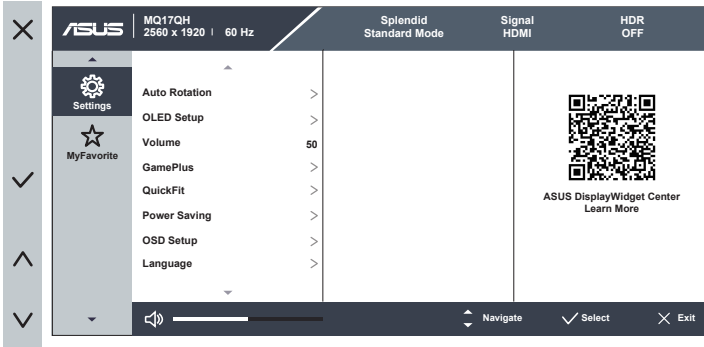 ASUS
MQ17QH
2560 x 1920 | 60 Hz
Splendid
Standard Mode
Signal
HDMI
HDR
OFF
Settings
MyFavorite
Auto Rotation >
OLED Setup >
Volume 50
GamePlus >
QuickFit >
Power Saving >
OSD Setup >
Language >
ASUS DisplayWidget Center
Learn More
Navigate
Select
Exit